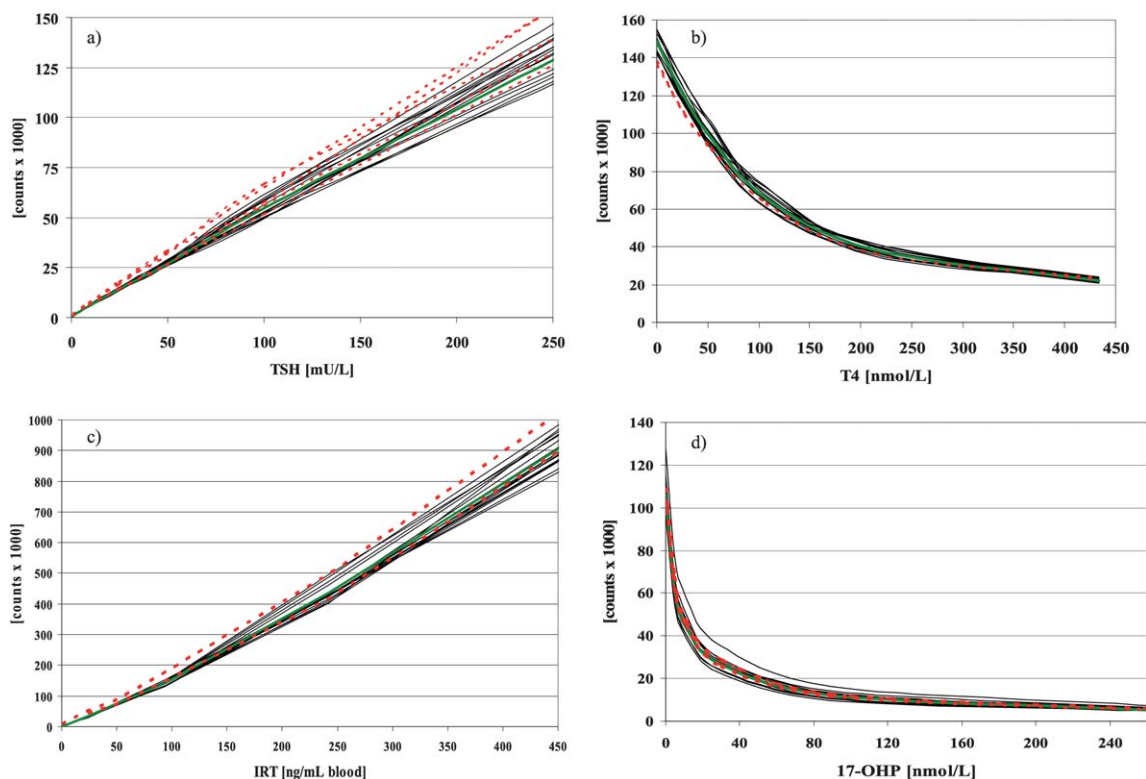 a)
[counts x 1000]
150
125
100
75
50
25
0
0 50 100 150 200 250
TSH [mU/L]
b)
[counts x 1000]
160
140
120
100
80
60
40
20
0
0 50 100 150 200 250 300 350 400 450
T4 [nmol/L]
c)
[counts x 1000]
1000
900
800
700
600
500
400
300
200
100
0
0 50 100 150 200 250 300 350 400 450
IRT [ng/mL blood]
d)
[counts x 1000]
140
120
100
80
60
40
20
0
0 40 80 120 160 200 240
17-OHP [nmol/L]